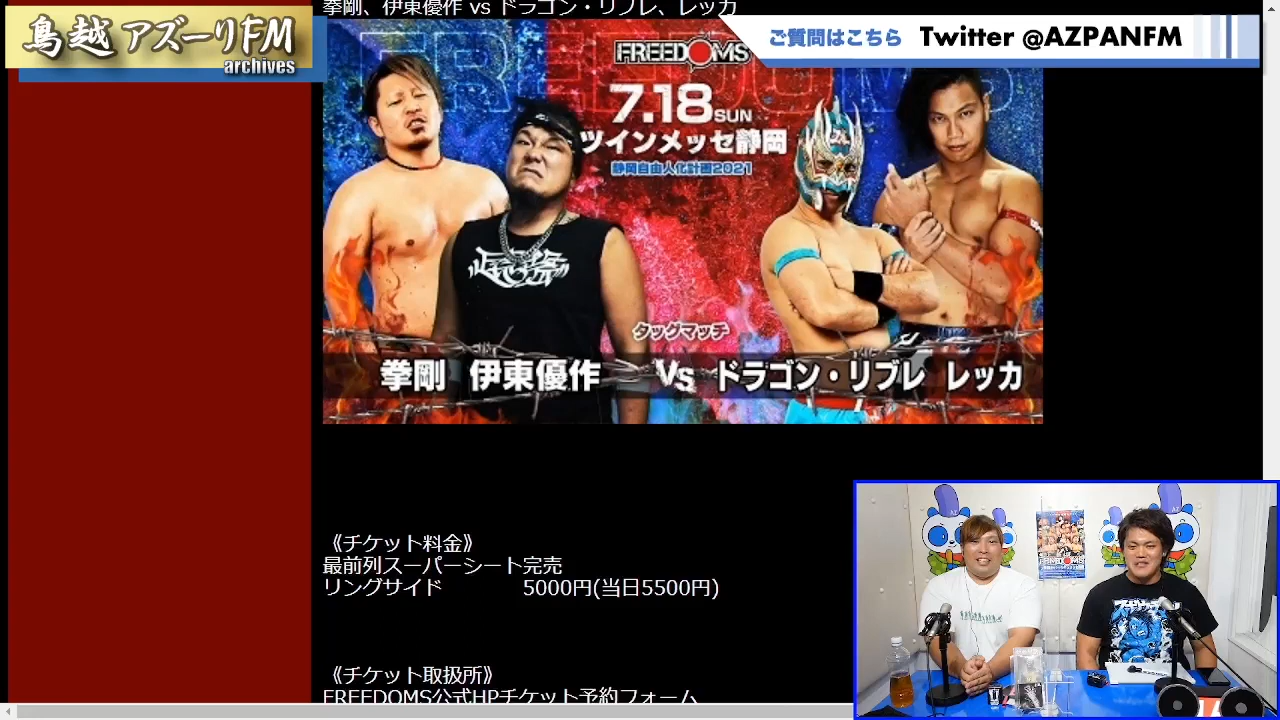 拳剛、伊東優作 vs ドラゴン・リブレ、レッカ
鳥越 アズーリFM
archives
ご質問はこちら Twitter @AZPANFM
FREEDOMS
7.18 SUN
ツインメッセ静岡
静岡自由人化計画2021
タッグマッチ
拳剛 伊東優作 Vs ドラゴン・リブレ レッカ
《チケット料金》
最前列スーパーシート完売
リングサイド 5000円(当日5500円)
《チケット取扱所》
FREEDOMS公式HPチケット予約フォーム